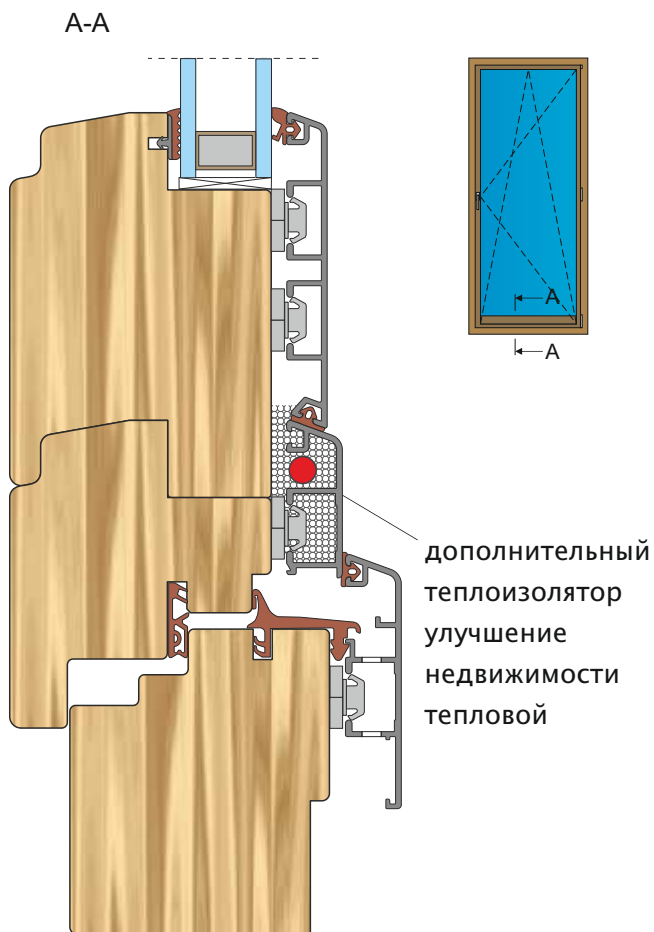 A-A
A
A
дополнительный
теплоизолятор
улучшение
недвижимости
тепловой